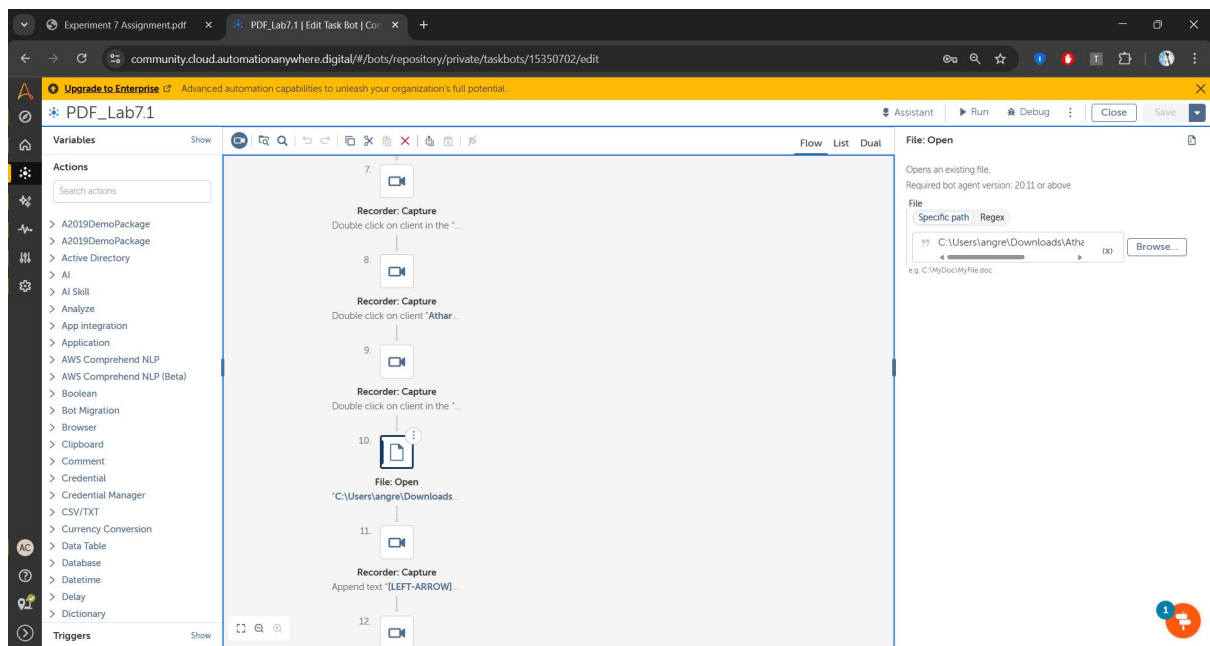 Experiment 7 Assignment.pdf
PDF_Lab7.1 | Edit Task Bot | Con
community.cloud.automationanywhere.digital/#/bots/repository/private/taskbots/15350702/edit
Upgrade to Enterprise Advanced automation capabilities to unleash your organization's full potential.
PDF_Lab7.1
Assistant Run Debug Close Save
Variables Show
Flow List Dual
Actions
Search actions
A2019DemoPackage
A2019DemoPackage
Active Directory
AI
AI Skill
Analyze
App integration
Application
AWS Comprehend NLP
AWS Comprehend NLP (Beta)
Boolean
Bot Migration
Browser
Clipboard
Comment
Credential
Credential Manager
CSV/TXT
Currency Conversion
Data Table
Database
Datetime
Delay
Dictionary
Triggers Show
AC
7.
Recorder: Capture
Double click on client in the "...
8.
Recorder: Capture
Double click on client "Athar...
9.
Recorder: Capture
Double click on client in the "...
10.
File: Open
"C:\Users\angre\Downloads...
11.
Recorder: Capture
Append text "[LEFT-ARROW]...
12.
File: Open
Opens an existing file.
Required bot agent version: 20.11 or above
File
Specific path Regex
C:\Users\angre\Downloads\Atha (x) Browse...
e.g. C:\MyDoc\MyFile.doc
1